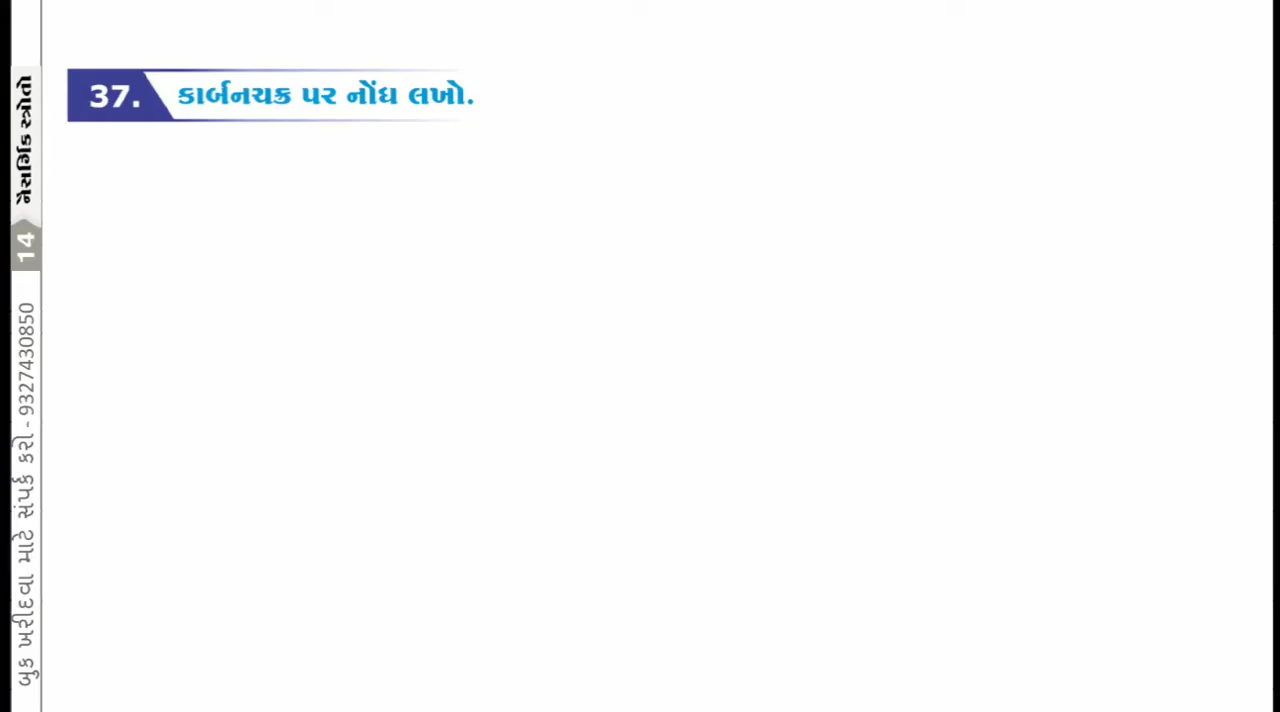 37. કાર્બનચક્ર પર નોંધ લખો.
નૈસર્ગિક સ્ત્રોતો
14
બુક ખરીદવા માટે સંપર્ક કરો - 9327430850